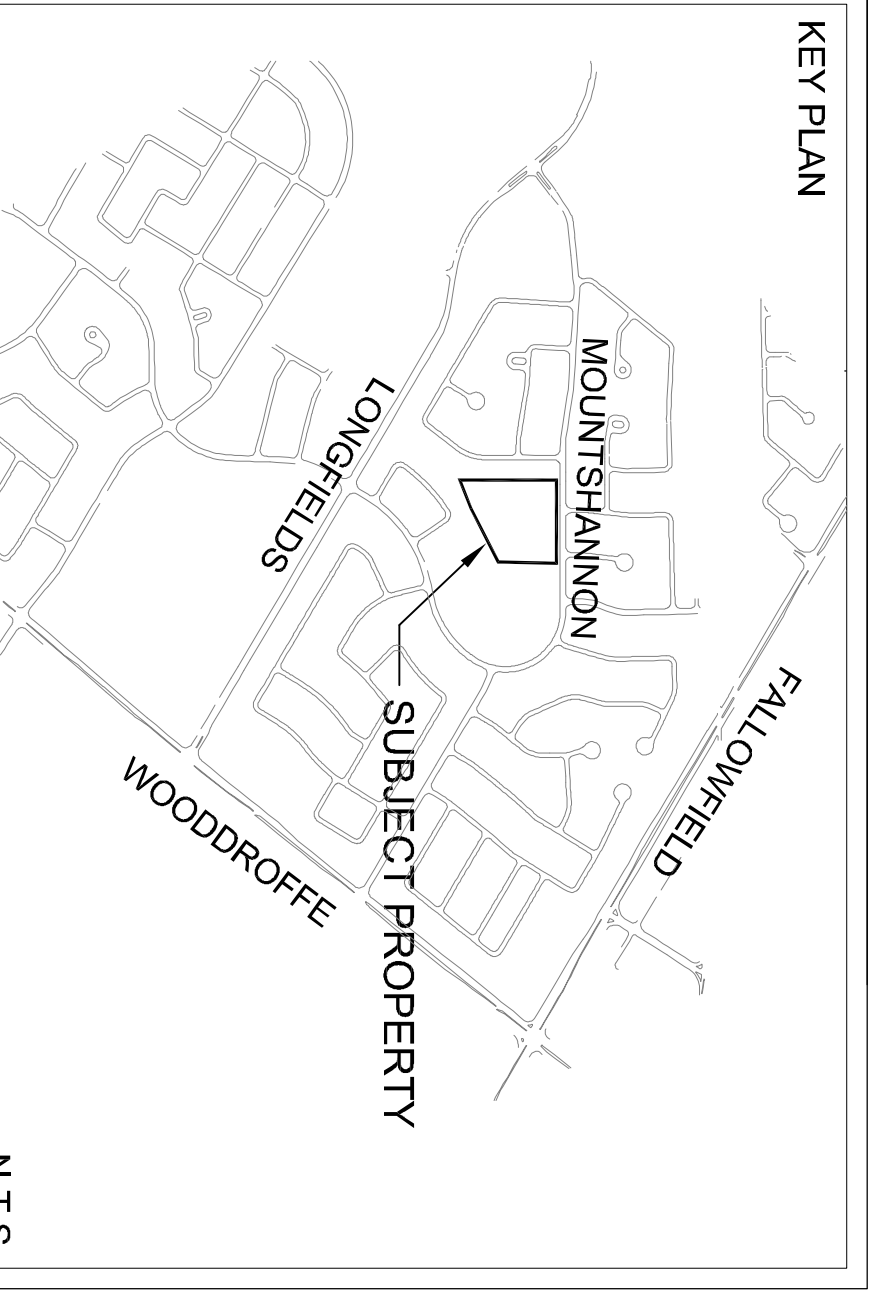 KEY PLAN
FALLOWFIELD
MOUNTSHANNON
SUBJECT PROPERTY
LONGFIELDS
WOODDROFFE
N T S